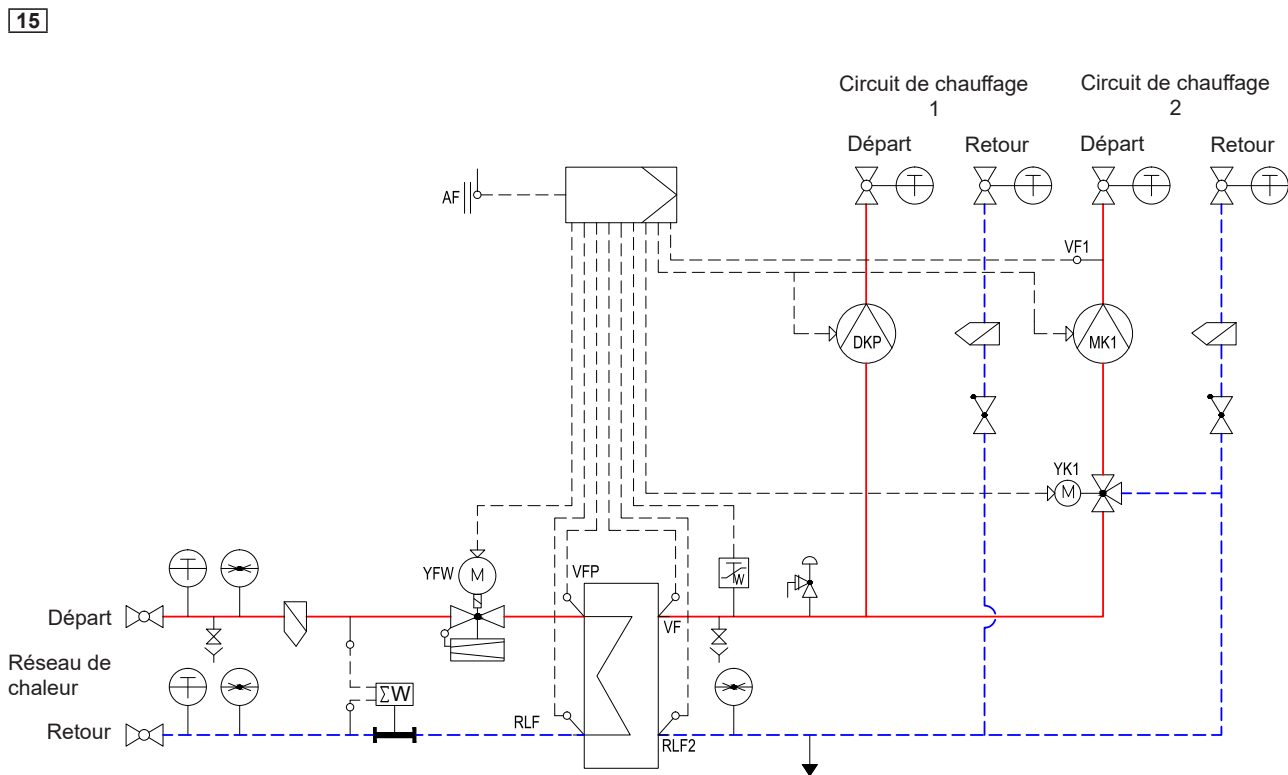 15
Circuit de chauffage
1
Circuit de chauffage
2
Départ
Retour
Départ
Retour
T
T
T
T
AF
VF1
DKP
MK1
YK1
M
T
YFW
M
VFP
T
W
Départ
VF
Réseau de
chaleur
T
ΣW
Retour
RLF
RLF2